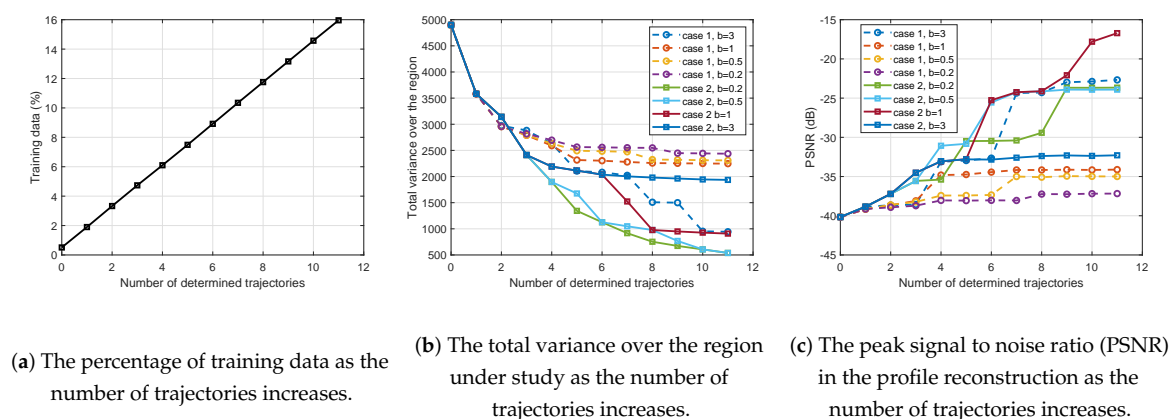 16
14
12
10
8
6
4
2
0
0 2 4 6 8 10 12
Training data (%)
Number of determined trajectories
5000
4500
4000
3500
3000
2500
2000
1500
1000
500
0 2 4 6 8 10 12
Total variance over the region
Number of determined trajectories
case 1, b=3
case 1, b=1
case 1, b=0.5
case 1, b=0.2
case 2, b=0.2
case 2, b=0.5
case 2 b=1
case 2, b=3
-15
-20
-25
-30
-35
-40
-45
0 2 4 6 8 10 12
PSNR (dB)
Number of determined trajectories
case 1, b=3
case 1, b=1
case 1, b=0.5
case 1, b=0.2
case 2, b=0.2
case 2, b=0.5
case 2, b=1
case 2, b=3
(a) The percentage of training data as the
number of trajectories increases.
(b) The total variance over the region
under study as the number of
trajectories increases.
(c) The peak signal to noise ratio (PSNR)
in the profile reconstruction as the
number of trajectories increases.